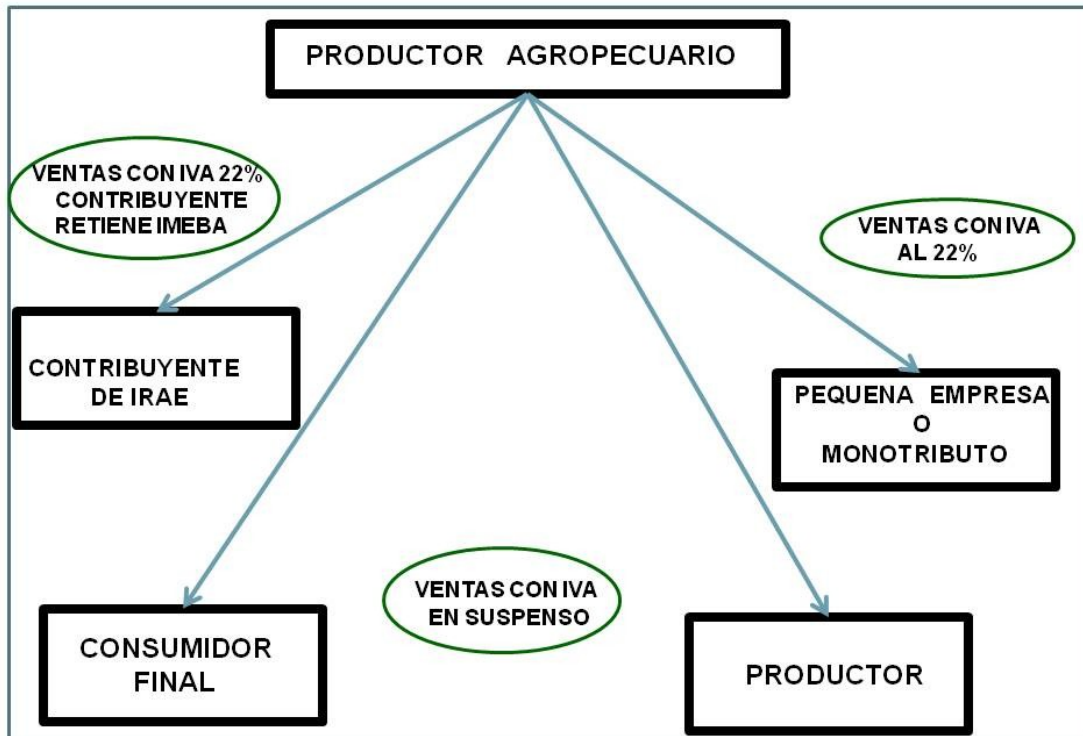 PRODUCTOR AGROPECUARIO
VENTAS CON IVA 22%
CONTRIBUYENTE
RETIENE IMEBA
VENTAS CON IVA
AL 22%
CONTRIBUYENTE
DE IRAE
PEQUENA EMPRESA
O
MONOTRIBUTO
VENTAS CON IVA
EN SUSPENSO
CONSUMIDOR
FINAL
PRODUCTOR